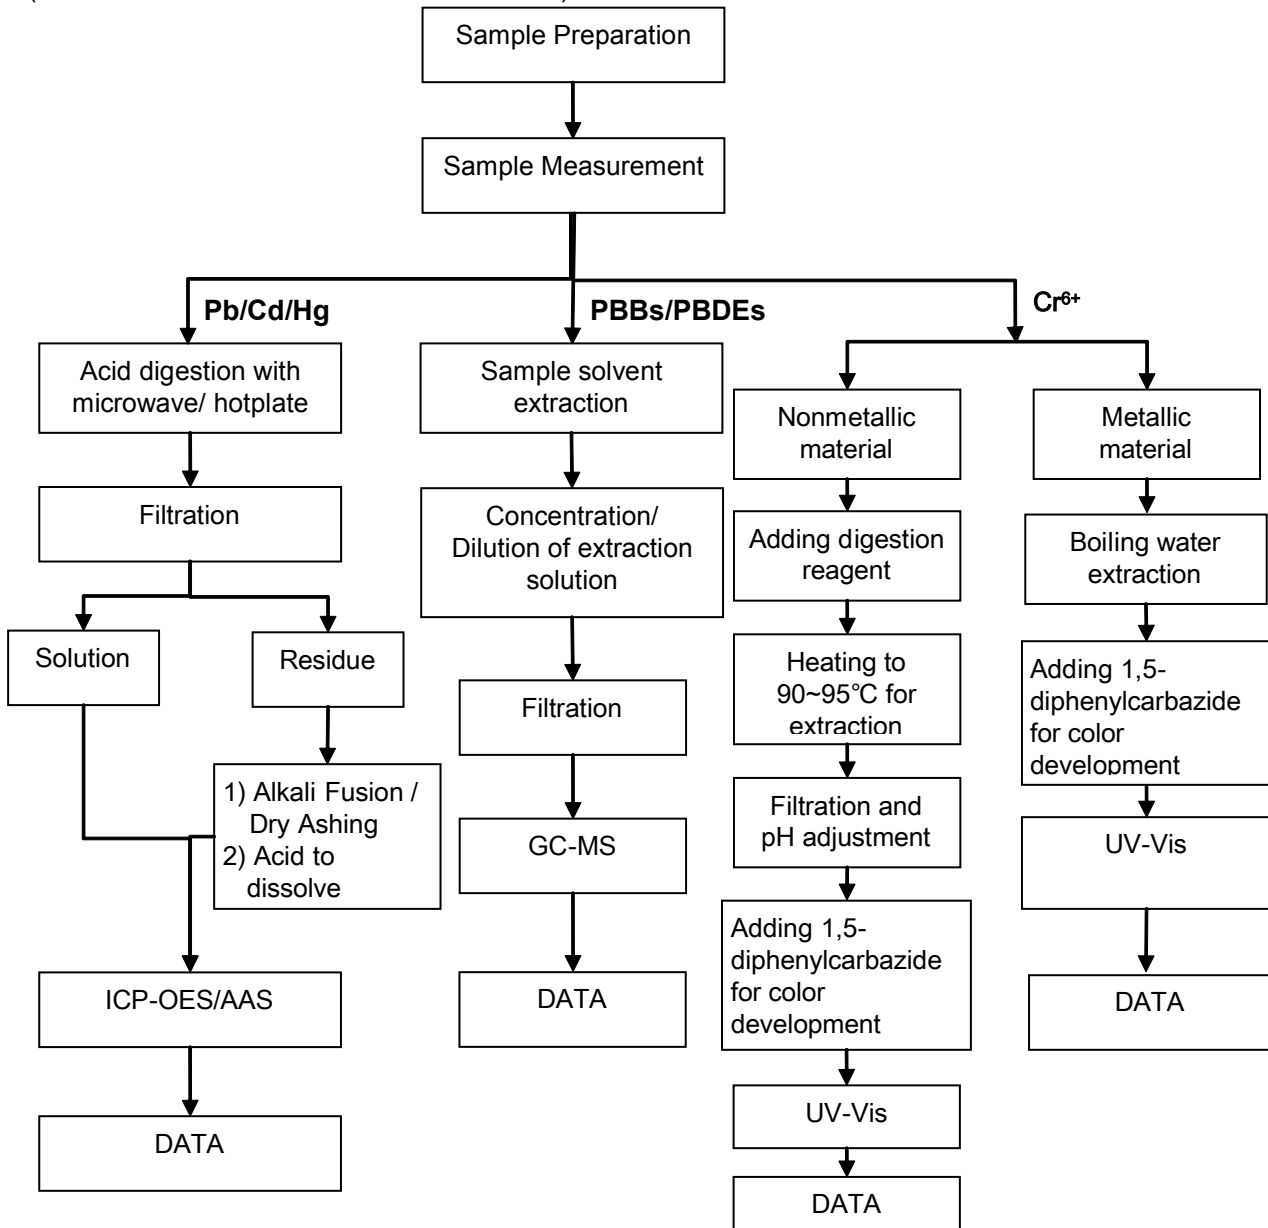 Sample Preparation
Sample Measurement
Pb/Cd/Hg
PBBs/PBDEs
Cr⁶⁺
Acid digestion with
microwave/ hotplate
Filtration
Solution
Residue
1) Alkali Fusion /
Dry Ashing
2) Acid to
dissolve
ICP-OES/AAS
DATA
Sample solvent
extraction
Concentration/
Dilution of extraction
solution
Filtration
GC-MS
DATA
Nonmetallic
material
Adding digestion
reagent
Heating to
90~95℃ for
extraction
Filtration and
pH adjustment
Adding 1,5-
diphenylcarbazide
for color
development
UV-Vis
DATA
Metallic
material
Boiling water
extraction
Adding 1,5-
diphenylcarbazide
for color
development
UV-Vis
DATA